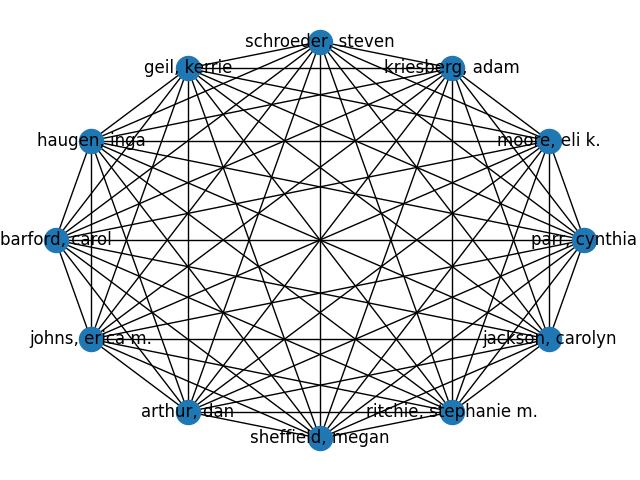 schroeder, steven
geil, kerrie
kriesberg, adam
haugen, inga
moore, eli k.
barford, carol
parr, cynthia
johns, erica m.
jackson, carolyn
arthur, dan
ritchie, stephanie m.
sheffield, megan